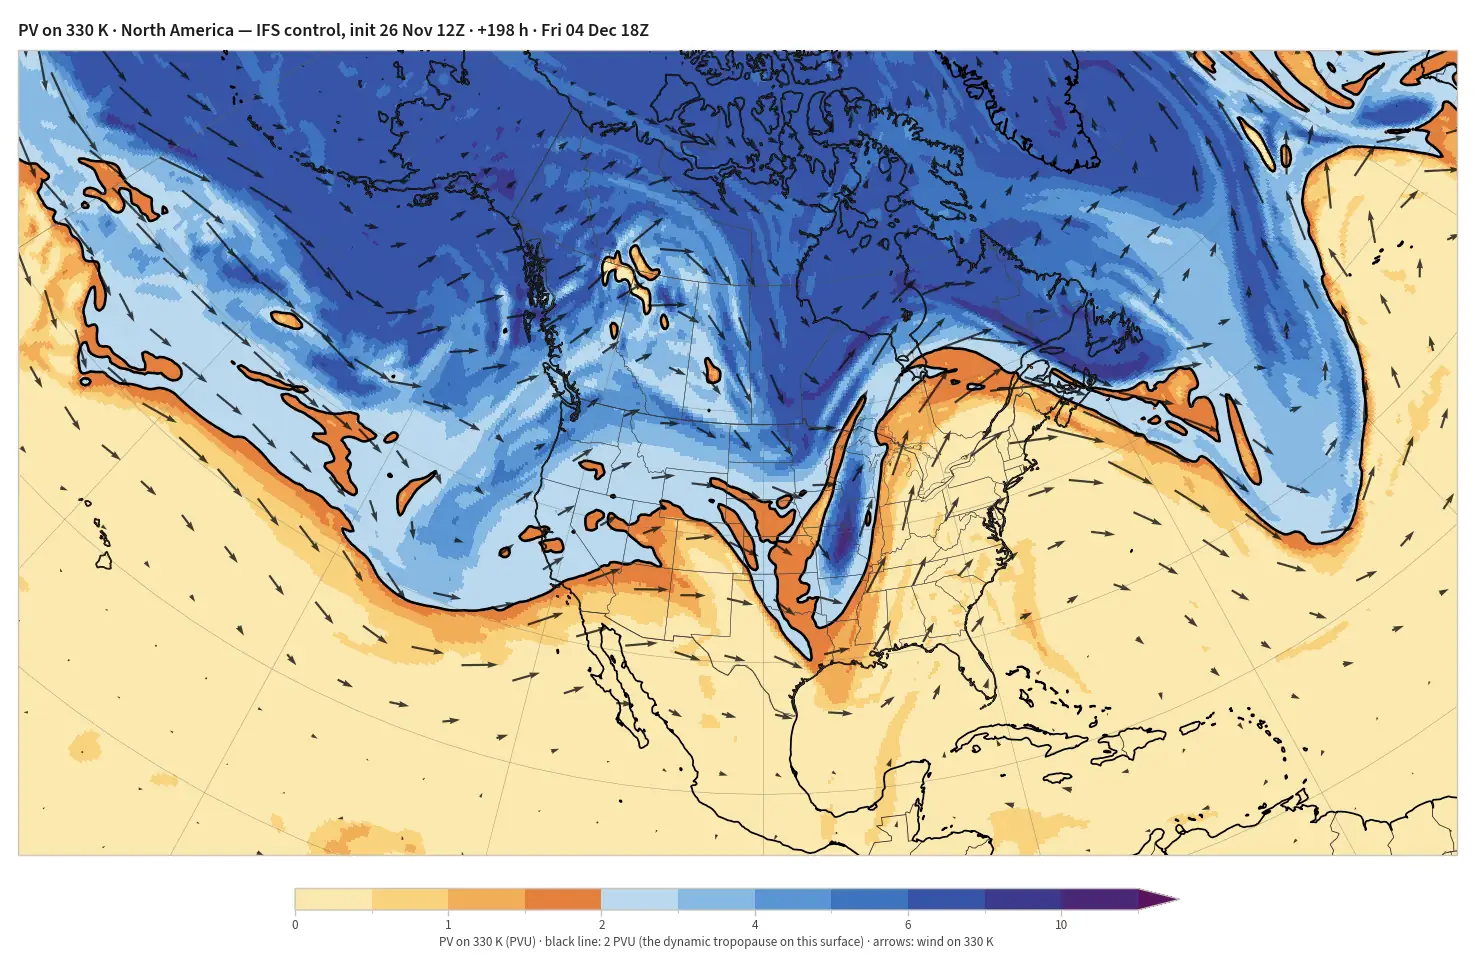 PV on 330 K · North America — IFS control, init 26 Nov 12Z · +198 h · Fri 04 Dec 18Z
0 1 2 4 6 10
PV on 330 K (PVU) · black line: 2 PVU (the dynamic tropopause on this surface) · arrows: wind on 330 K